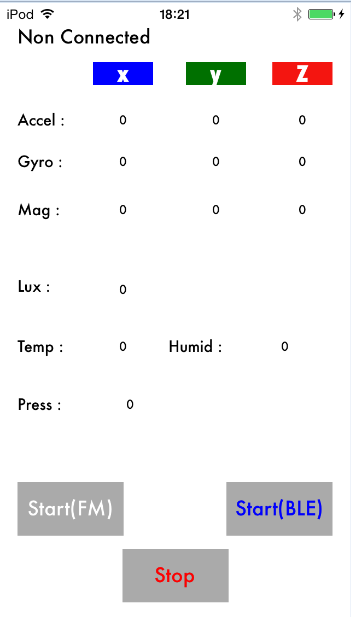 iPod 18:21
Non Connected
x y Z
Accel : 0 0 0
Gyro : 0 0 0
Mag : 0 0 0
Lux : 0
Temp : 0 Humid : 0
Press : 0
Start(FM) Start(BLE)
Stop